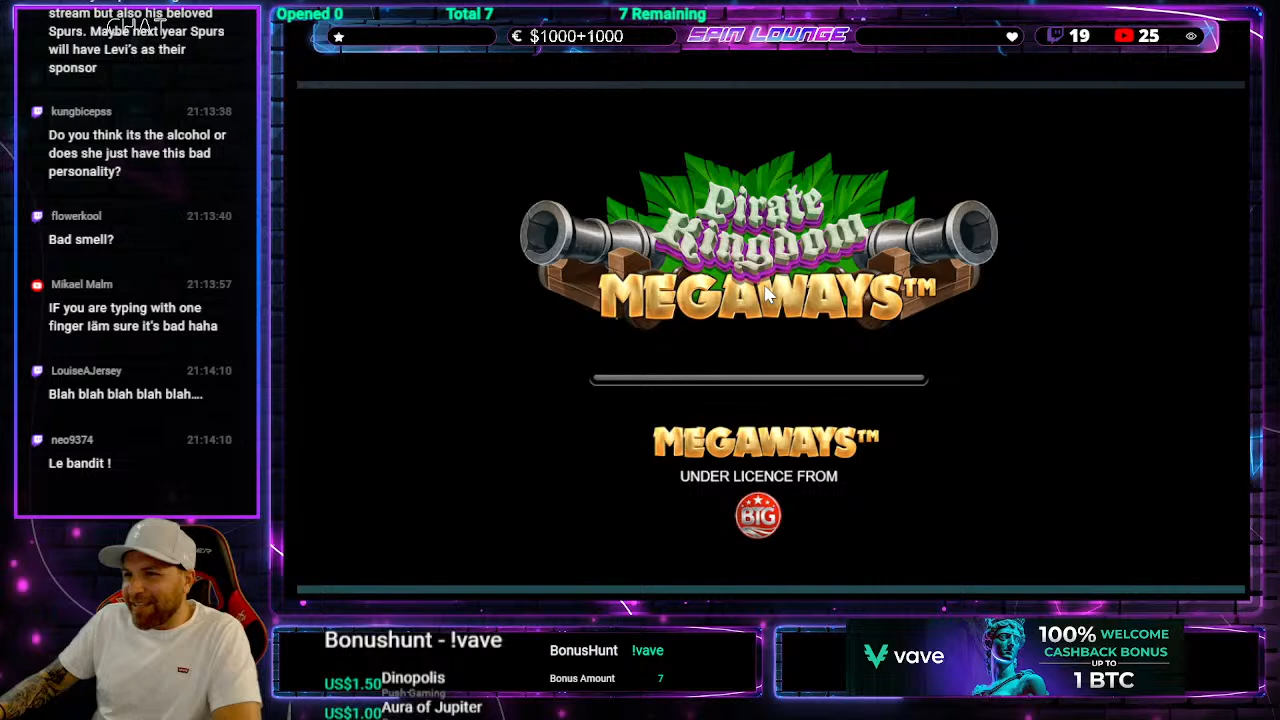 Opened 0
Total 7
7 Remaining
CHAT
stream but also his beloved
Spurs. Maybe next year Spurs
will have Levi's as their
sponsor
€ $1000+1000
SPIN LOUNGE
19
25
kungbicepss
21:13:38
Do you think its the alcohol or
does she just have this bad
personality?
flowerkool
21:13:40
Bad smell?
Mikael Malm
21:13:57
IF you are typing with one
finger Iäm sure it's bad haha
LouiseAJersey
21:14:10
Blah blah blah blah blah....
neo9374
21:14:10
Le bandit !
Pirate
Kingdom
MEGAWAYS™
MEGAWAYS™
UNDER LICENCE FROM
BTG
Bonushunt - !vave
US$1.50
Dinopolis
Push Gaming
US$1.00
Aura of Jupiter
BonusHunt
!vave
Bonus Amount
7
vave
100% WELCOME
CASHBACK BONUS
UP TO
1 BTC